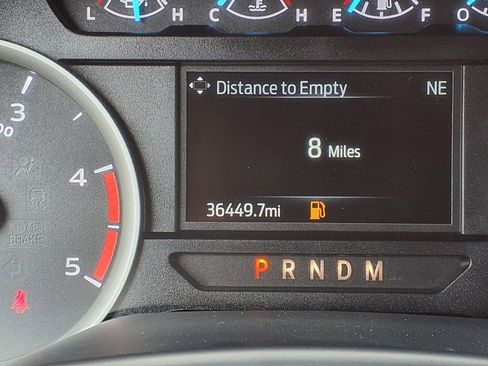 L H C H E F O
Distance to Empty NE
8 Miles
36449.7mi
3
4
5
BRAKE
P R N D M